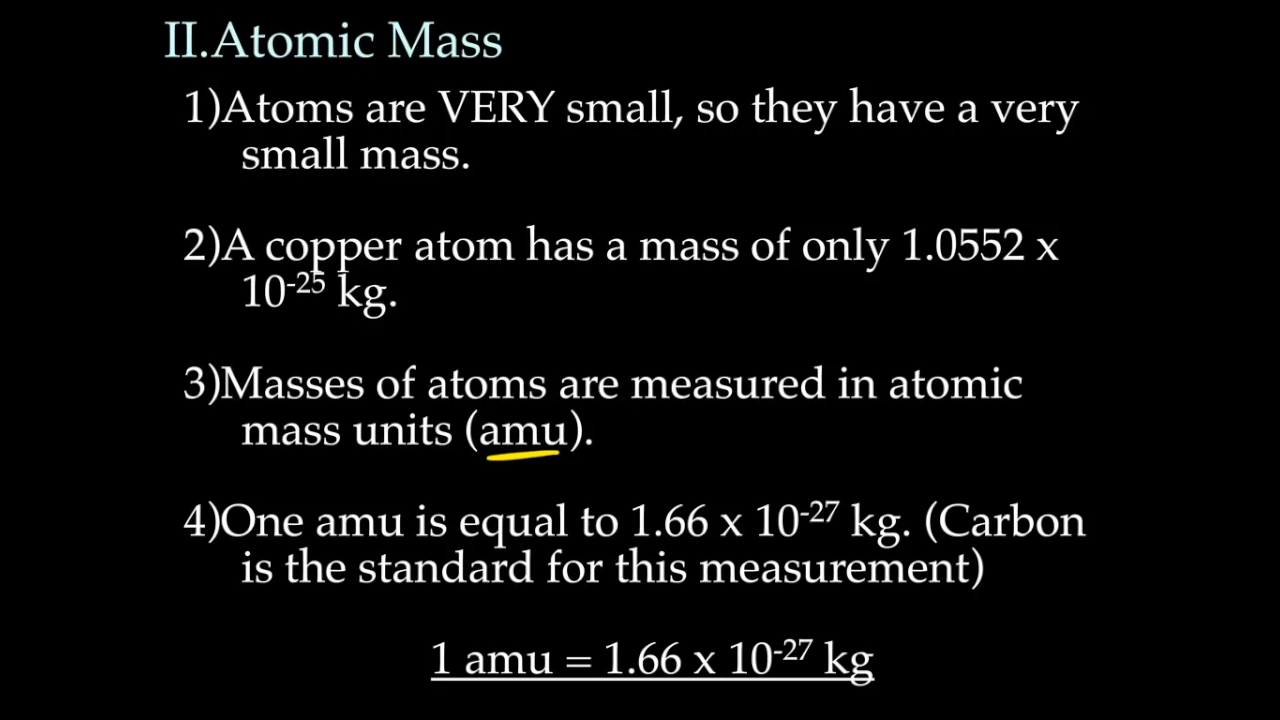 II.Atomic Mass
1)Atoms are VERY small, so they have a very
small mass.
2)A copper atom has a mass of only 1.0552 x
10⁻²⁵ kg.
3)Masses of atoms are measured in atomic
mass units (amu).
4)One amu is equal to 1.66 x 10⁻²⁷ kg. (Carbon
is the standard for this measurement)
1 amu = 1.66 x 10⁻²⁷ kg